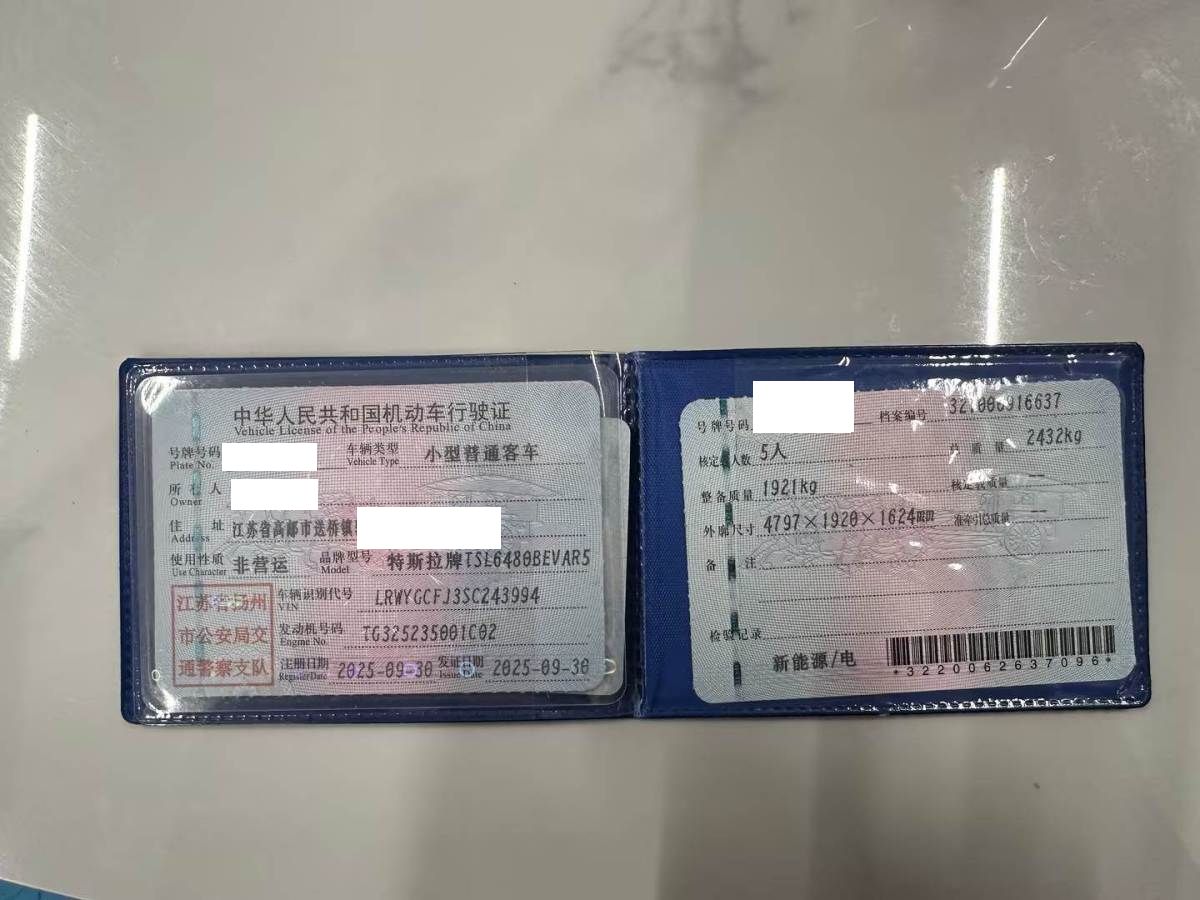 中华人民共和国机动车行驶证
Vehicle License of the People's Republic of China
号牌号码 车辆类型 小型普通客车
Plate No. Vehicle Type
所有人
Owner
住址 江苏省高邮市送桥镇
Address
使用性质 非营运 品牌型号 特斯拉牌TSL6480BEVAR5
Use Character Model
车辆识别代号 LRWYGCFJ3SC243994
VIN
发动机号码 TG325235001C02
Engine No.
注册日期 2025-09-30 发证日期 2025-09-30
Register Date Issue Date
江苏省扬州
市公安局交
通警察支队
号牌号码 档案编号 321000916637
核定载人数 5人 总质量 2432kg
整备质量 1921kg 核定载质量 --
外廓尺寸 4797×1920×1624mm 准牵引总质量 --
备注
检验记录
新能源/电
*3220062637096*